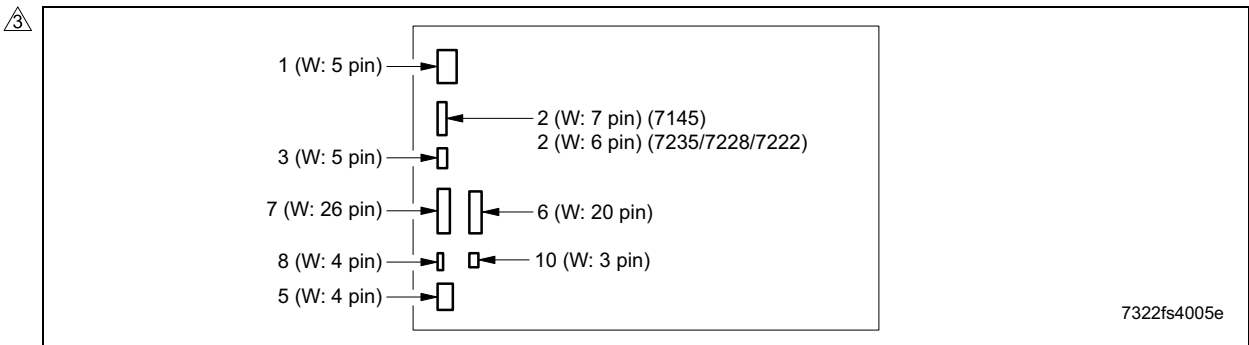 3
1 (W: 5 pin)
2 (W: 7 pin) (7145)
2 (W: 6 pin) (7235/7228/7222)
3 (W: 5 pin)
7 (W: 26 pin)
6 (W: 20 pin)
8 (W: 4 pin)
10 (W: 3 pin)
5 (W: 4 pin)
7322fs4005e